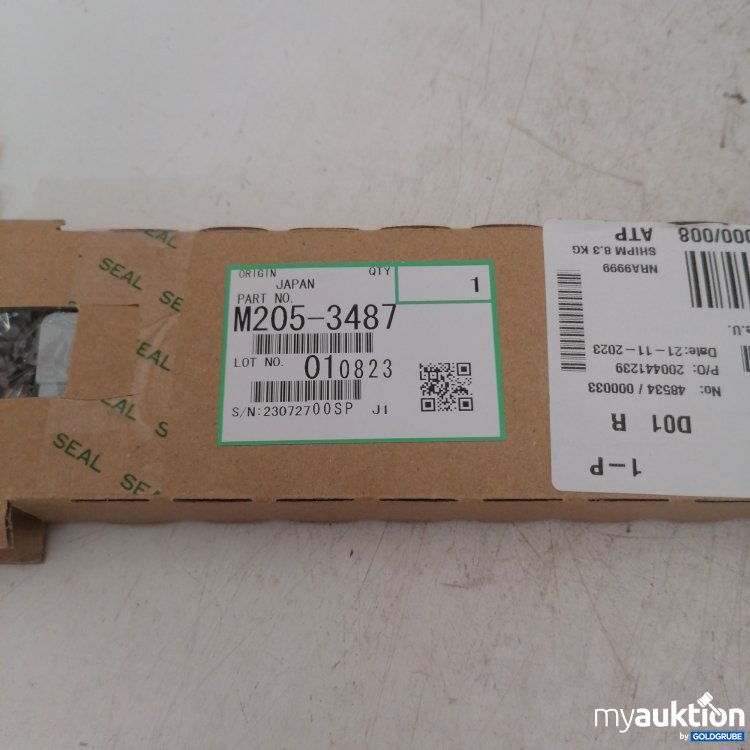 SEAL
SEAL
SEAL
SEAL
ORIGIN
JAPAN
QTY
1
PART NO.
M205-3487
LOT NO.
010823
S/N:23072700SP J1
000/008
ATP
SHIPM 8.3 KG
NRA9999
Date:21-11-2023
P/O: 200441239
No: 48534 / 000033
D01 R
1-P
myauktion
by GOLDGRUBE